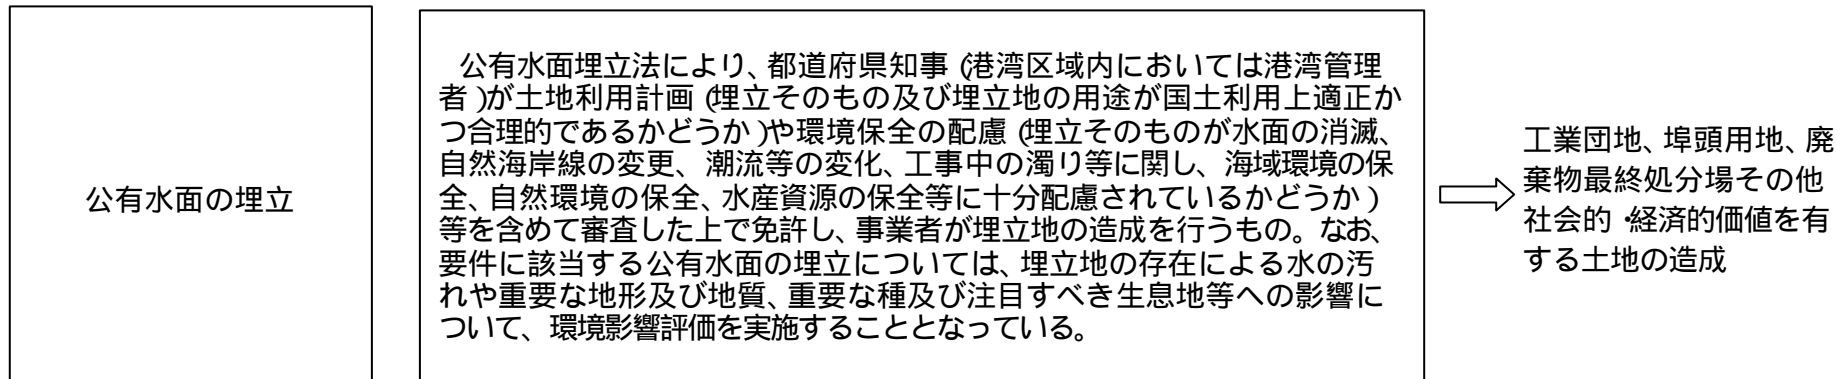 公有水面の埋立
公有水面埋立法により、都道府県知事(港湾区域内においては港湾管理
者)が土地利用計画(埋立そのもの及び埋立地の用途が国土利用上適正か
つ合理的であるかどうか)や環境保全の配慮(埋立そのものが水面の消滅、
自然海岸線の変更、潮流等の変化、工事中の濁り等に関し、海域環境の保
全、自然環境の保全、水産資源の保全等に十分配慮されているかどうか)
等を含めて審査した上で免許し、事業者が埋立地の造成を行うもの。なお、
要件に該当する公有水面の埋立については、埋立地の存在による水の汚
れや重要な地形及び地質、重要な種及び注目すべき生息地等への影響に
ついて、環境影響評価を実施することとなっている。
工業団地、埠頭用地、廃
棄物最終処分場その他
社会的・経済的価値を有
する土地の造成